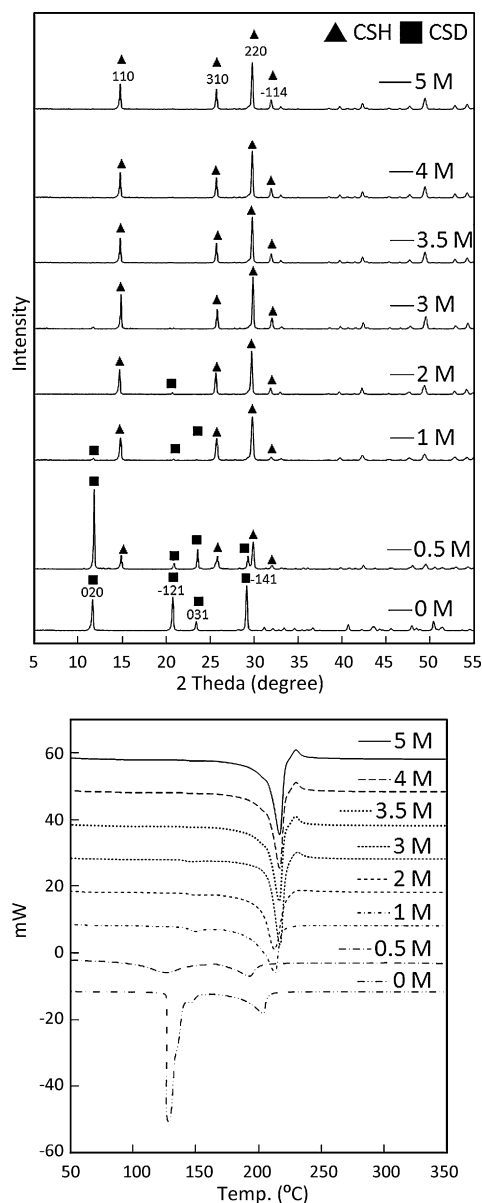 ▲ CSH ■ CSD
110
310
220
-114
5 M
4 M
3.5 M
3 M
2 M
1 M
0.5 M
020
-121
031
-141
0 M
Intensity
5 10 15 20 25 30 35 40 45 50 55
2 Theda (degree)
60
40
20
0
-20
-40
-60
mW
5 M
4 M
3.5 M
3 M
2 M
1 M
0.5 M
0 M
50 100 150 200 250 300 350
Temp. (°C)